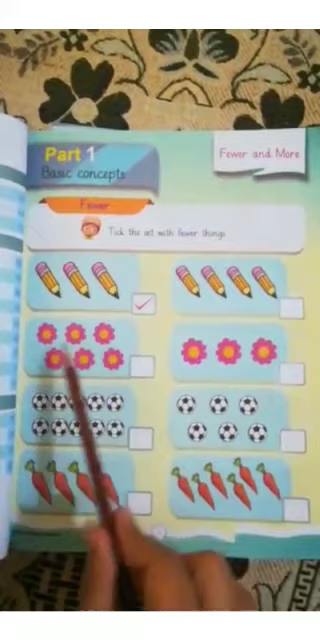 Part 1
Basic concepts
Fewer and More
Fewer
Tick the set with fewer things